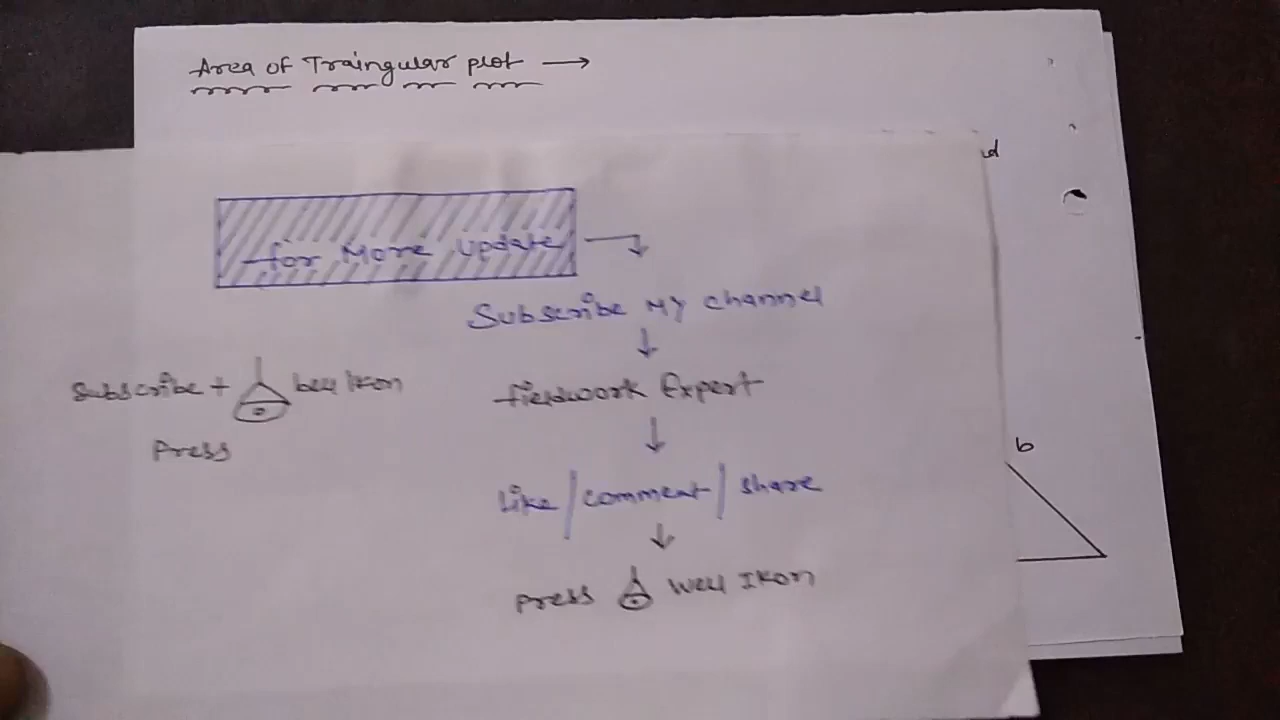 Area of Traingular plot →
for More update
Subscribe My channel
Subscribe + bell Ikon
Press
fieldwork Expert
Like/comment/share
Press Well Ikon
b